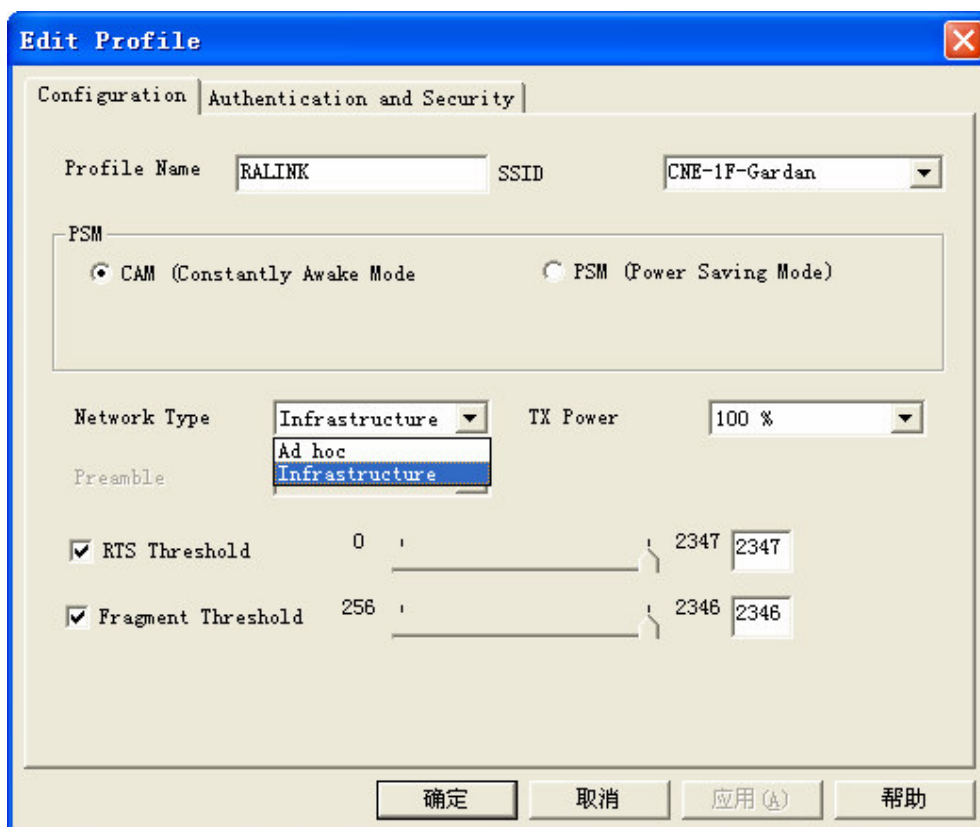 Edit Profile
Configuration Authentication and Security
Profile Name RALINK SSID CNE-1F-Gardan
PSM
CAM (Constantly Awake Mode PSM (Power Saving Mode)
Network Type Infrastructure TX Power 100 %
Ad hoc
Infrastructure
Preamble
RTS Threshold 0 2347 2347
Fragment Threshold 256 2346 2346
确定 取消 应用(A) 帮助